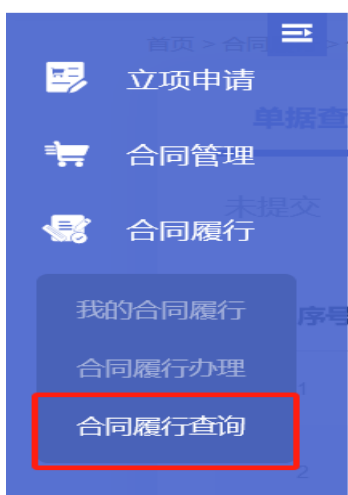 首页 > 合同 >
立项申请
单据查
合同管理
未提交
合同履行
我的合同履行
序号
合同履行办理
1
合同履行查询
2